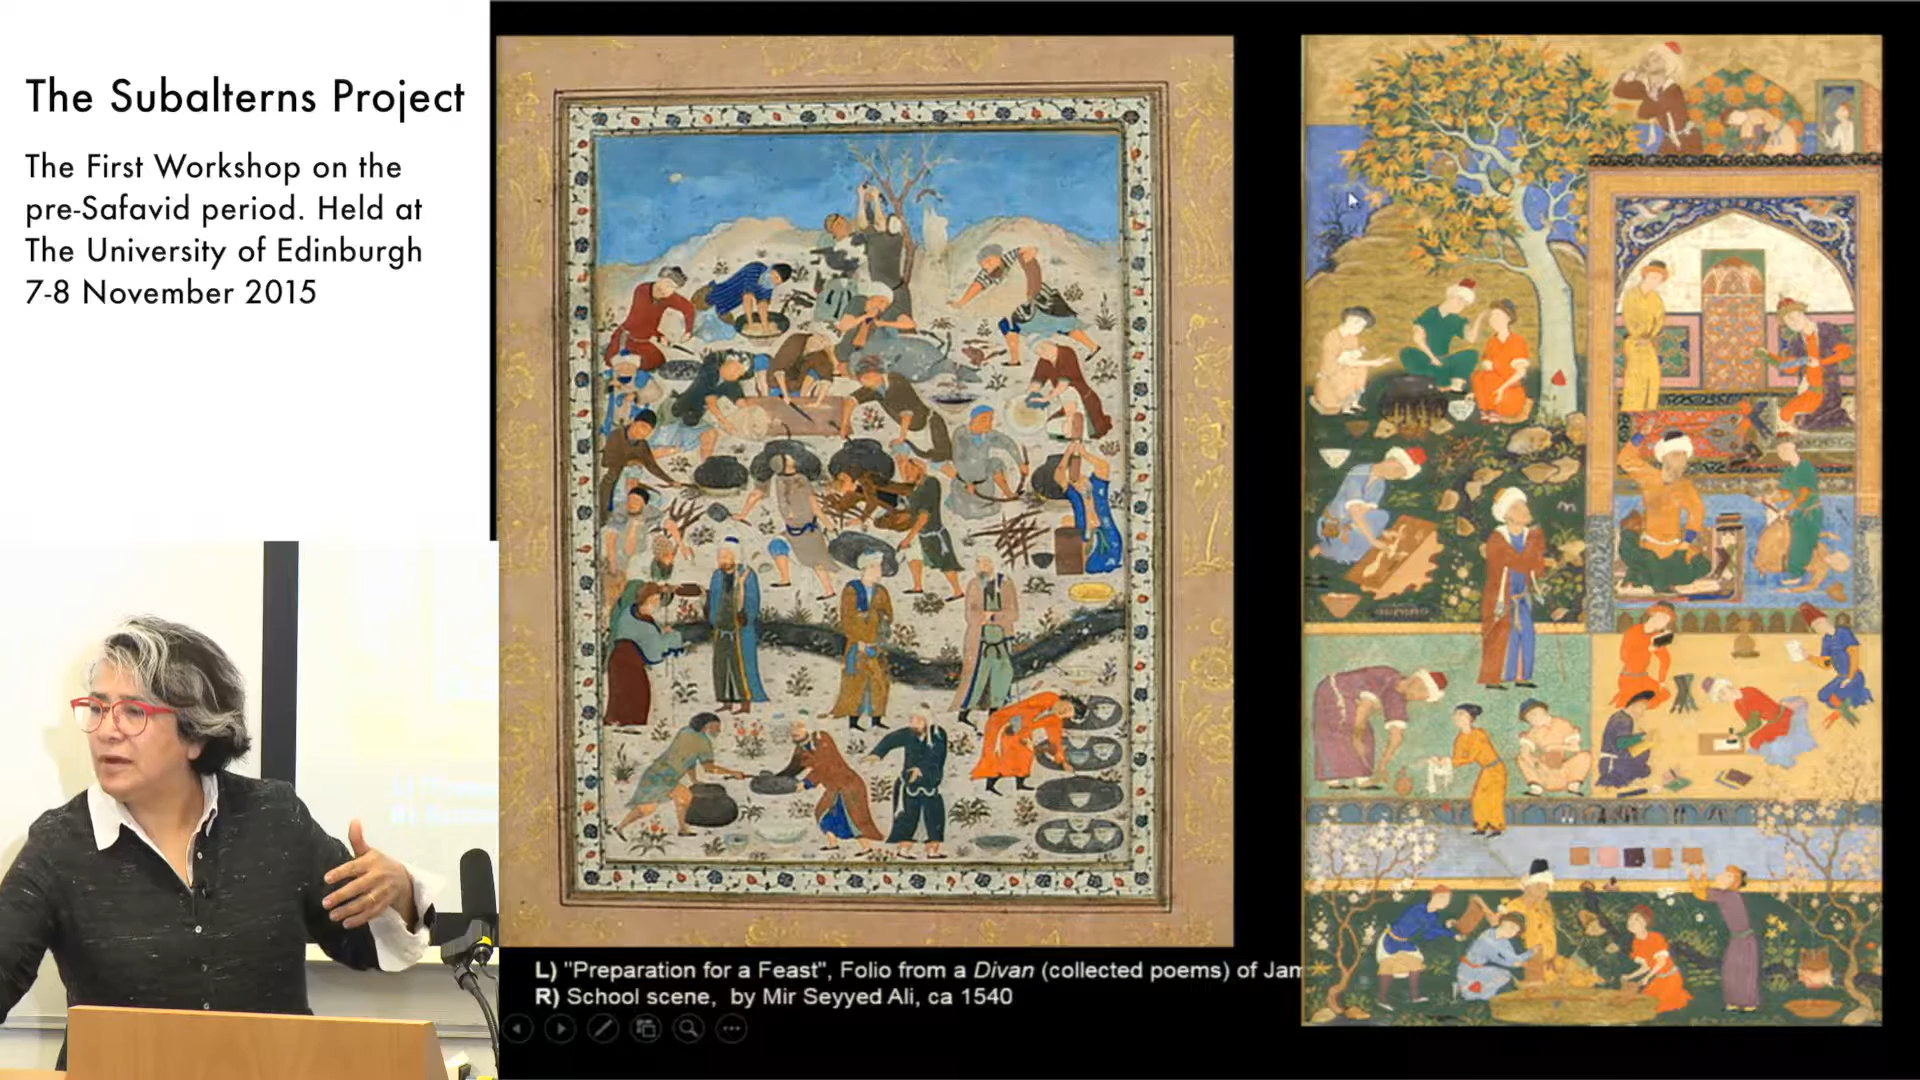 The Subalterns Project
The First Workshop on the
pre-Safavid period. Held at
The University of Edinburgh
7-8 November 2015
L) "Preparation for a Feast", Folio from a Divan (collected poems) of Jam
R) School scene, by Mir Seyyed Ali, ca 1540